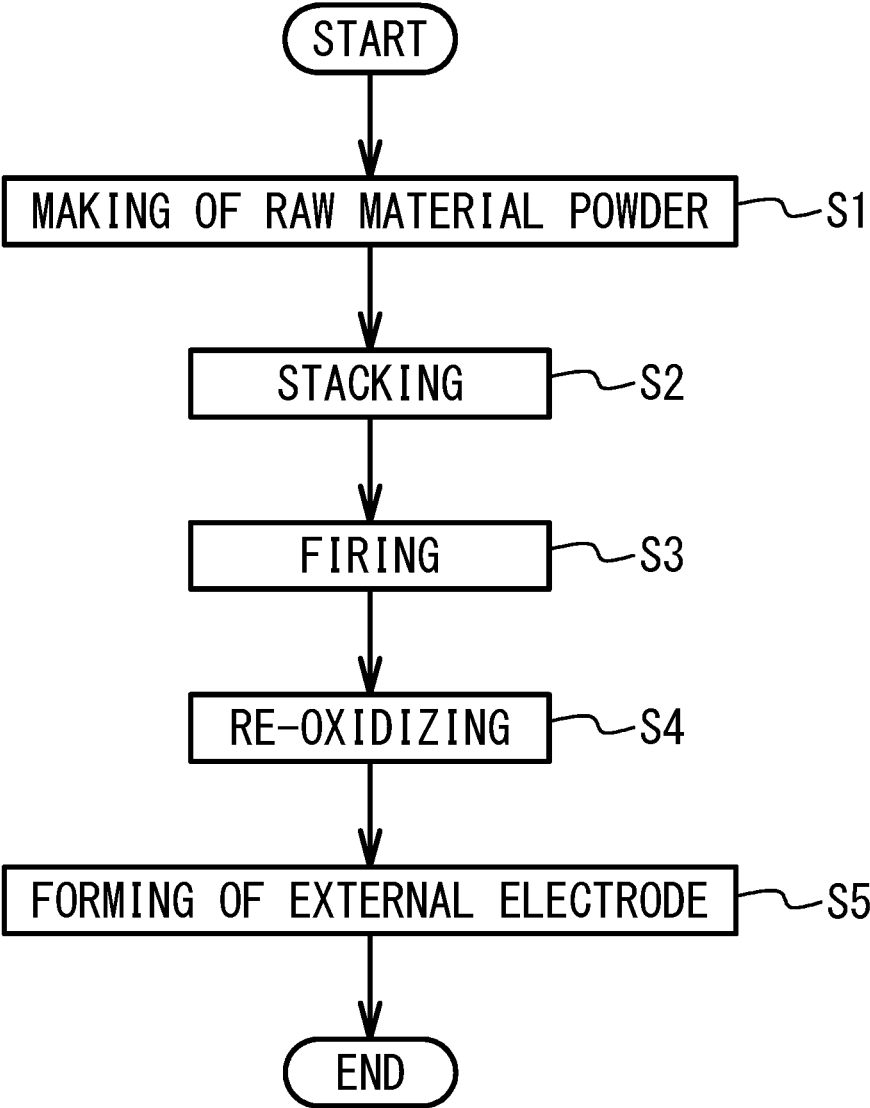 START
MAKING OF RAW MATERIAL POWDER
S1
STACKING
S2
FIRING
S3
RE-OXIDIZING
S4
FORMING OF EXTERNAL ELECTRODE
S5
END